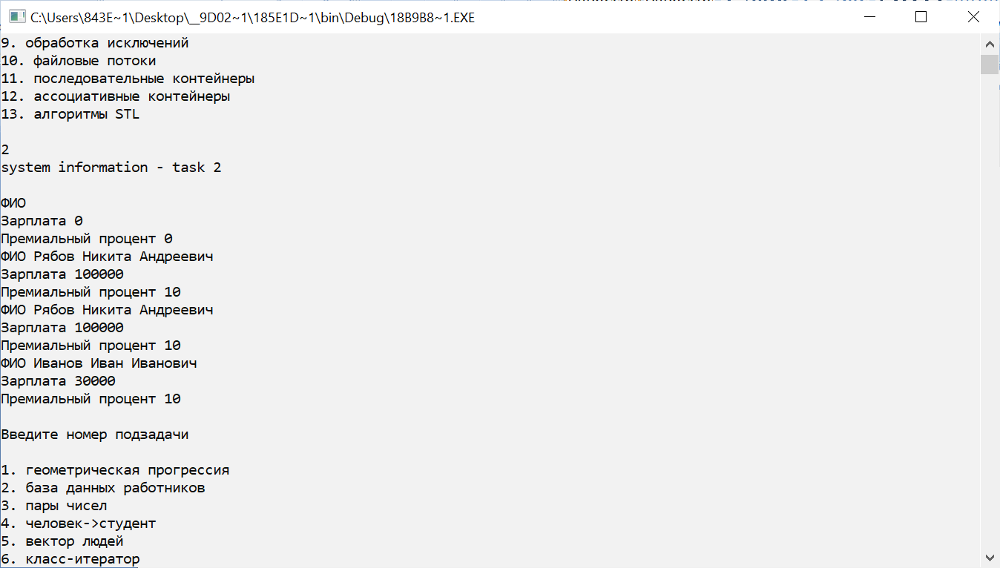 C:\Users\843E~1\Desktop\__9D02~1\185E1D~1\bin\Debug\18B9B8~1.EXE
9. обработка исключений
10. файловые потоки
11. последовательные контейнеры
12. ассоциативные контейнеры
13. алгоритмы STL
2
system information - task 2
ФИО
Зарплата 0
Премиальный процент 0
ФИО Рябов Никита Андреевич
Зарплата 100000
Премиальный процент 10
ФИО Рябов Никита Андреевич
Зарплата 100000
Премиальный процент 10
ФИО Иванов Иван Иванович
Зарплата 30000
Премиальный процент 10
Введите номер подзадачи
1. геометрическая прогрессия
2. база данных работников
3. пары чисел
4. человек->студент
5. вектор людей
6. класс-итератор